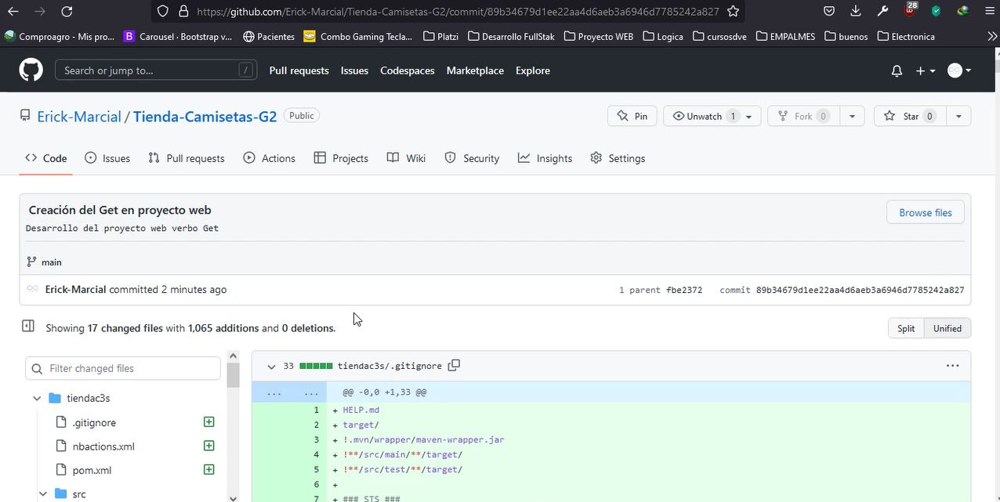 https://github.com/Erick-Marcial/Tienda-Camisetas-G2/commit/89b34679d1ee22aa4d6aeb3a6946d7785242a827
28
Comproagro - Mis pro...
B Carousel · Bootstrap v...
Pacientes
Combo Gaming Tecla...
Platzi
Desarrollo FullStak
Proyecto WEB
Logica
cursosdve
EMPALMES
buenos
Electronica
Search or jump to...
/
Pull requests
Issues
Codespaces
Marketplace
Explore
Erick-Marcial / Tienda-Camisetas-G2
Public
Pin
Unwatch 1
Fork 0
Star 0
Code
Issues
Pull requests
Actions
Projects
Wiki
Security
Insights
Settings
Creación del Get en proyecto web
Browse files
Desarrollo del proyecto web verbo Get
main
Erick-Marcial committed 2 minutes ago
1 parent fbe2372
commit 89b34679d1ee22aa4d6aeb3a6946d7785242a827
Showing 17 changed files with 1,065 additions and 0 deletions.
Split
Unified
Filter changed files
tiendac3s
.gitignore
nbactions.xml
pom.xml
src
33
tiendac3s/.gitignore
...
... ... @@ -0,0 +1,33 @@
1 + HELP.md
2 + target/
3 + !.mvn/wrapper/maven-wrapper.jar
4 + !**/src/main/**/target/
5 + !**/src/test/**/target/
6 +
7 + ### STS ###